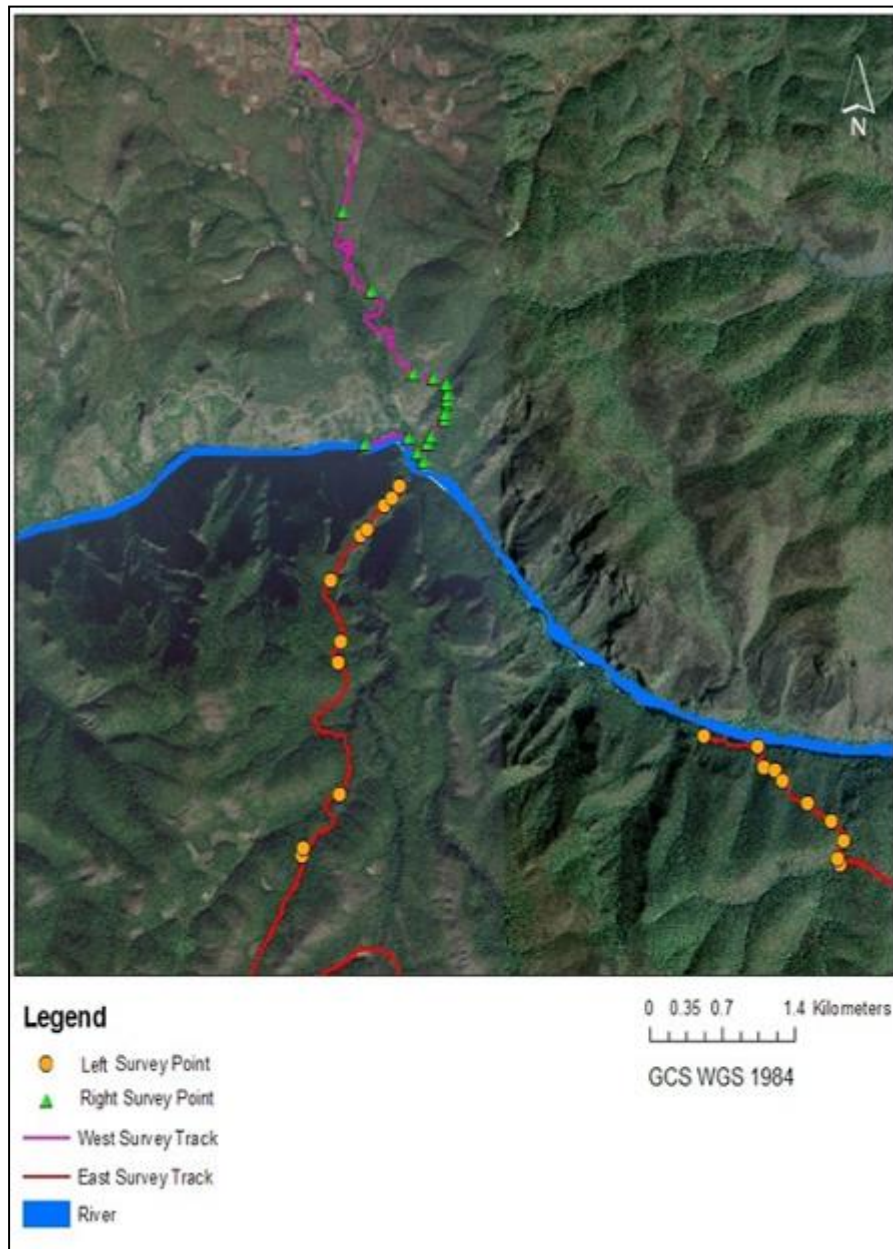 N
Legend
Left Survey Point
Right Survey Point
West Survey Track
East Survey Track
River
0 0.35 0.7 1.4 Kilometers
GCS WGS 1984